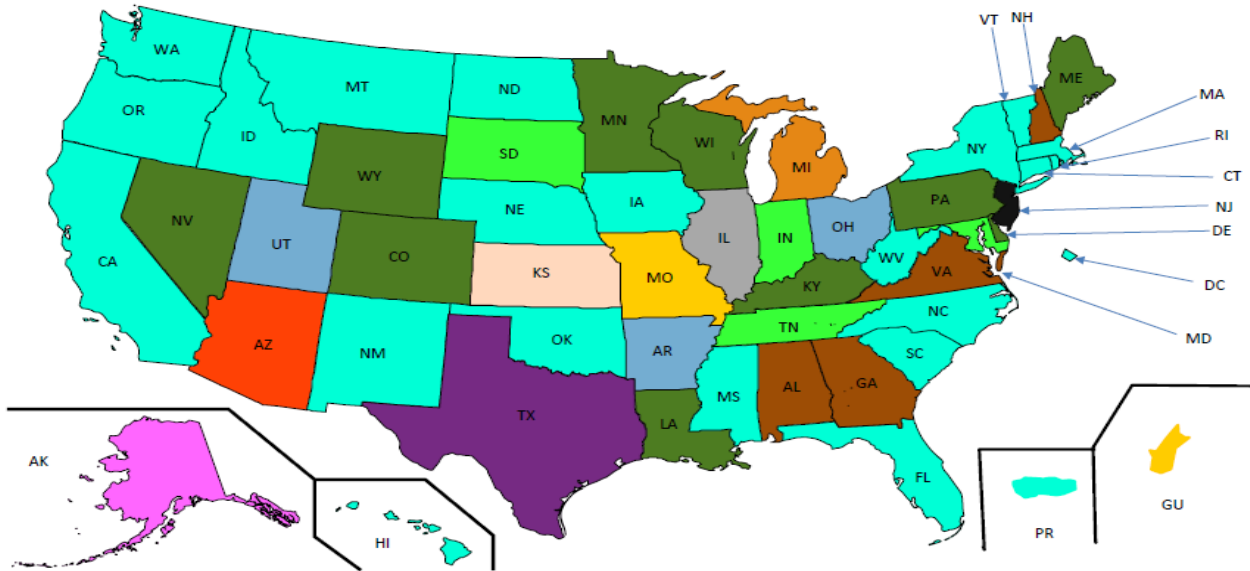 VT
NH
WA
ME
MT
ND
MA
OR
MN
ID
WI
RI
NY
SD
MI
WY
CT
PA
NE
IA
NJ
NV
IN
OH
DE
UT
IL
CO
WV
CA
KS
MO
VA
KY
DC
NC
TN
MD
AZ
OK
NM
AR
SC
MS
AL
GA
TX
LA
AK
FL
GU
PR
HI